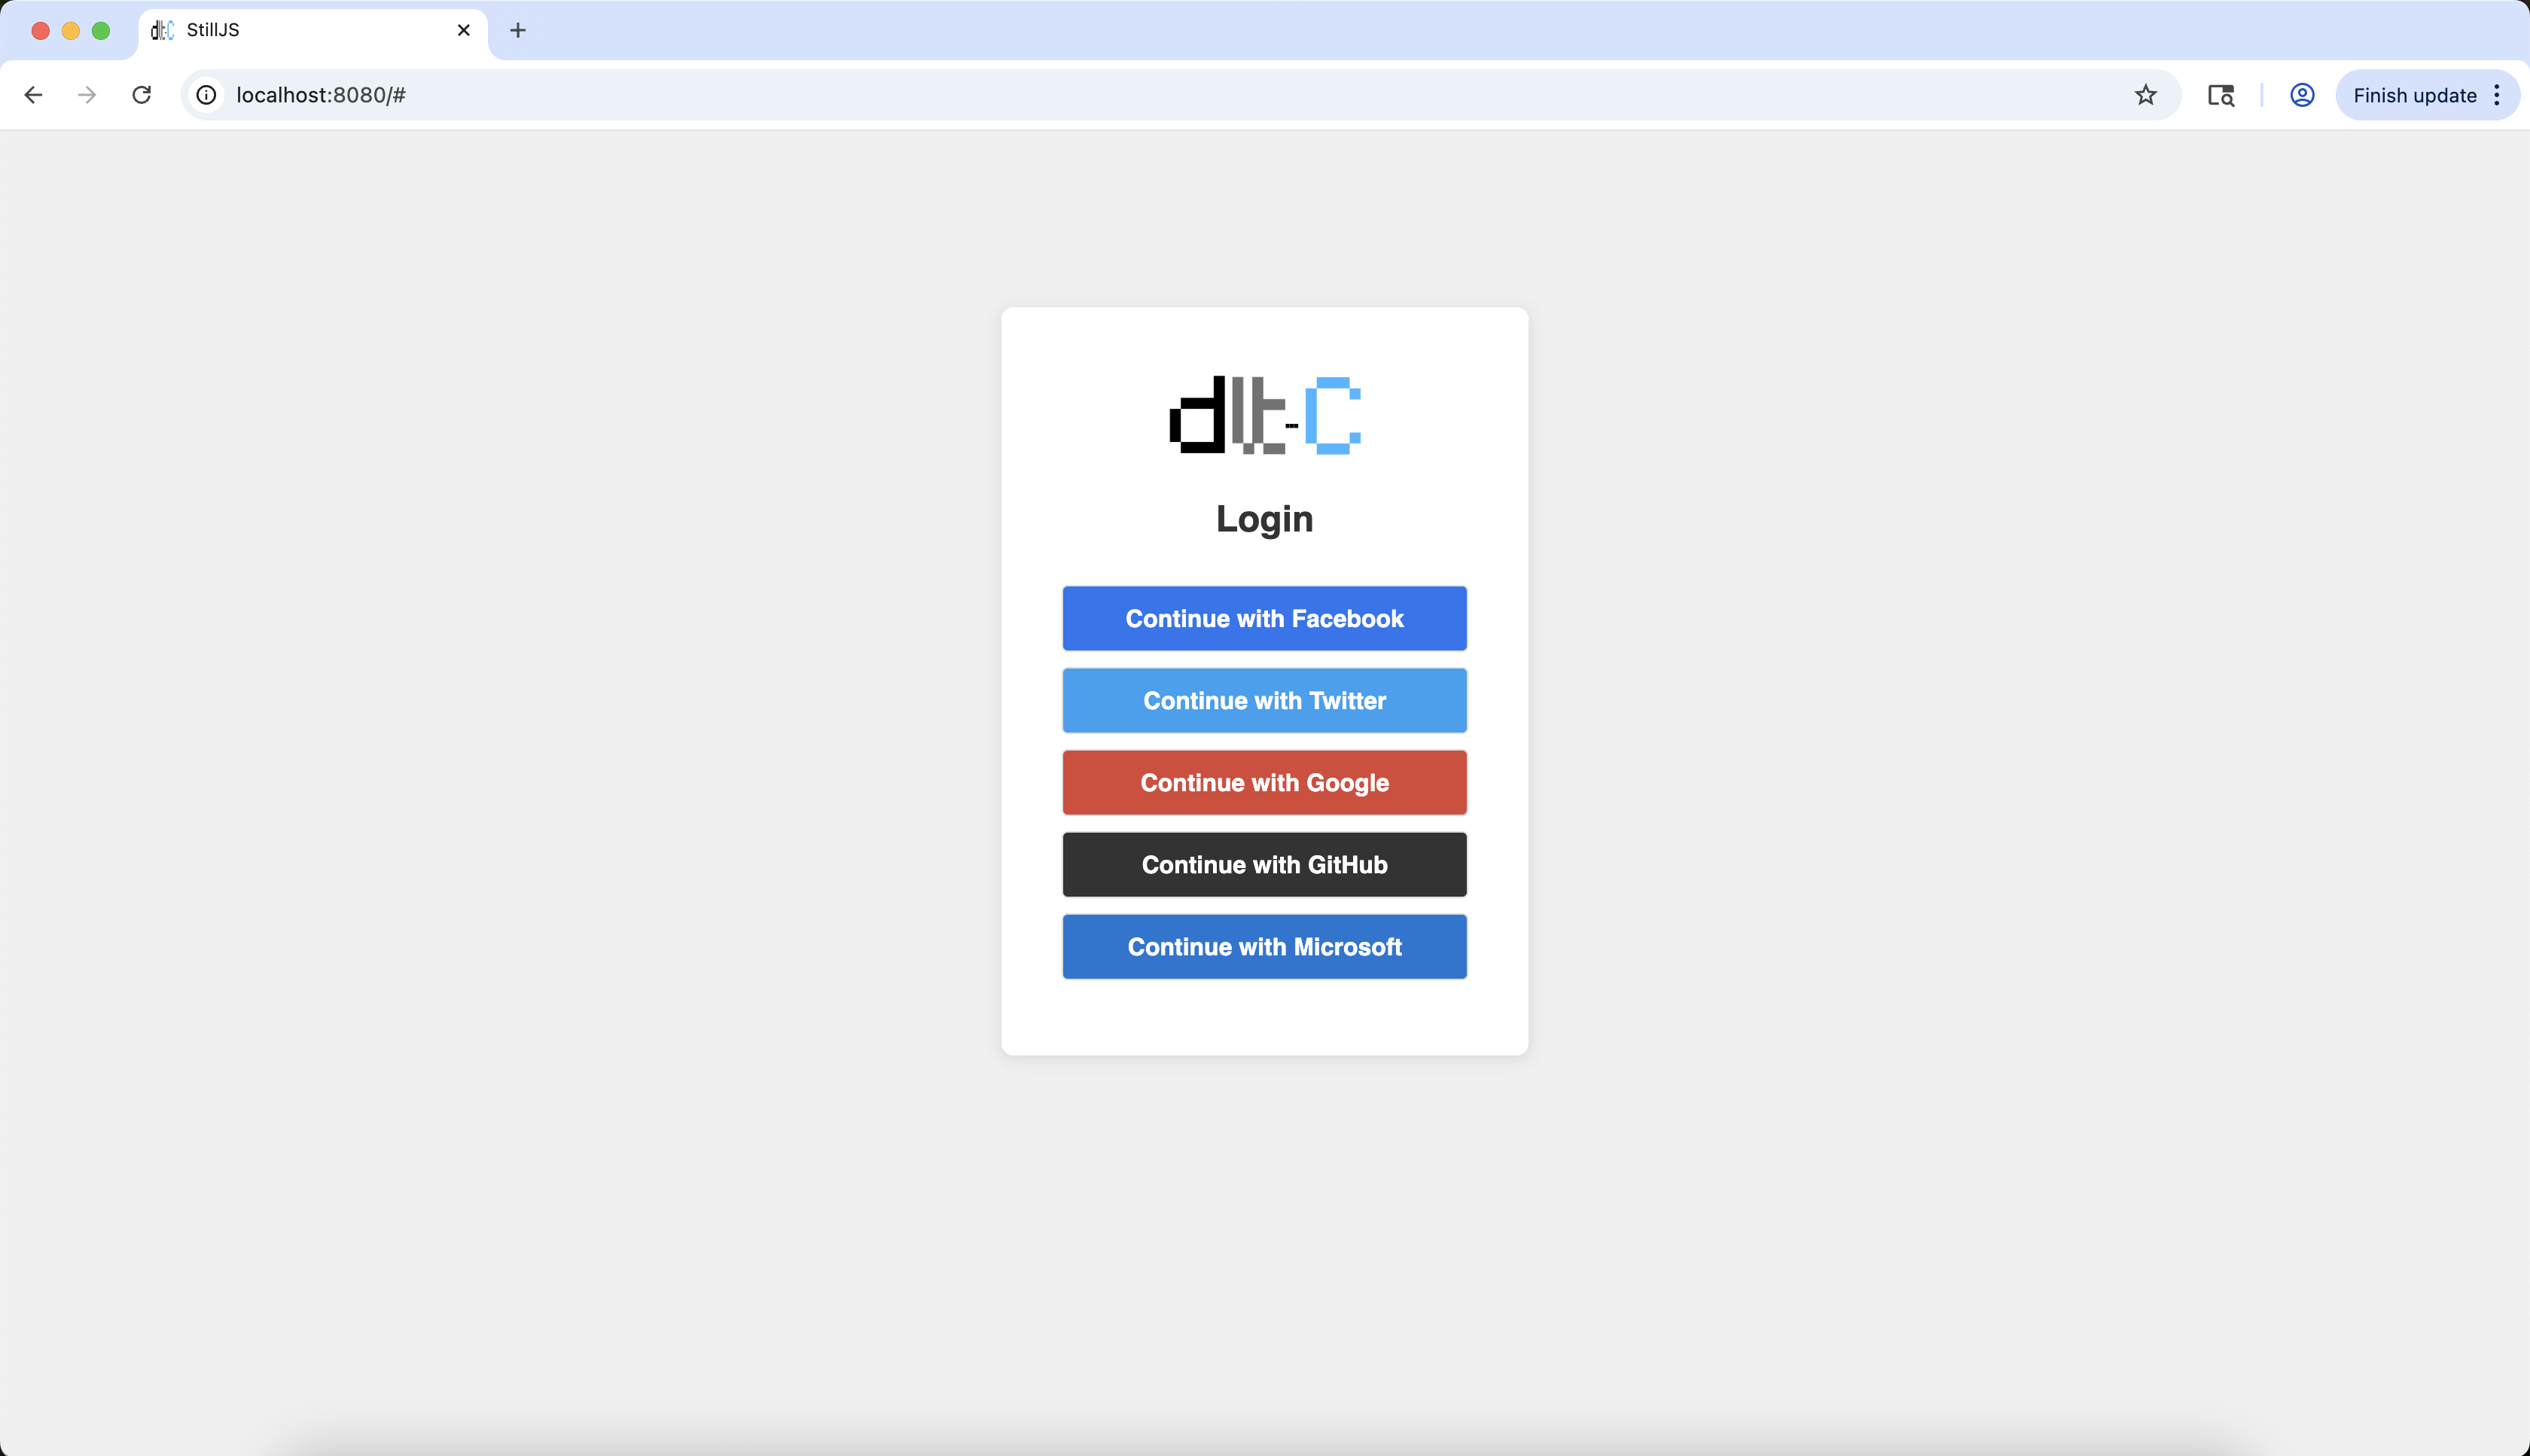 StillJS
localhost:8080/#
Finish update
dlt-C
Login
Continue with Facebook
Continue with Twitter
Continue with Google
Continue with GitHub
Continue with Microsoft